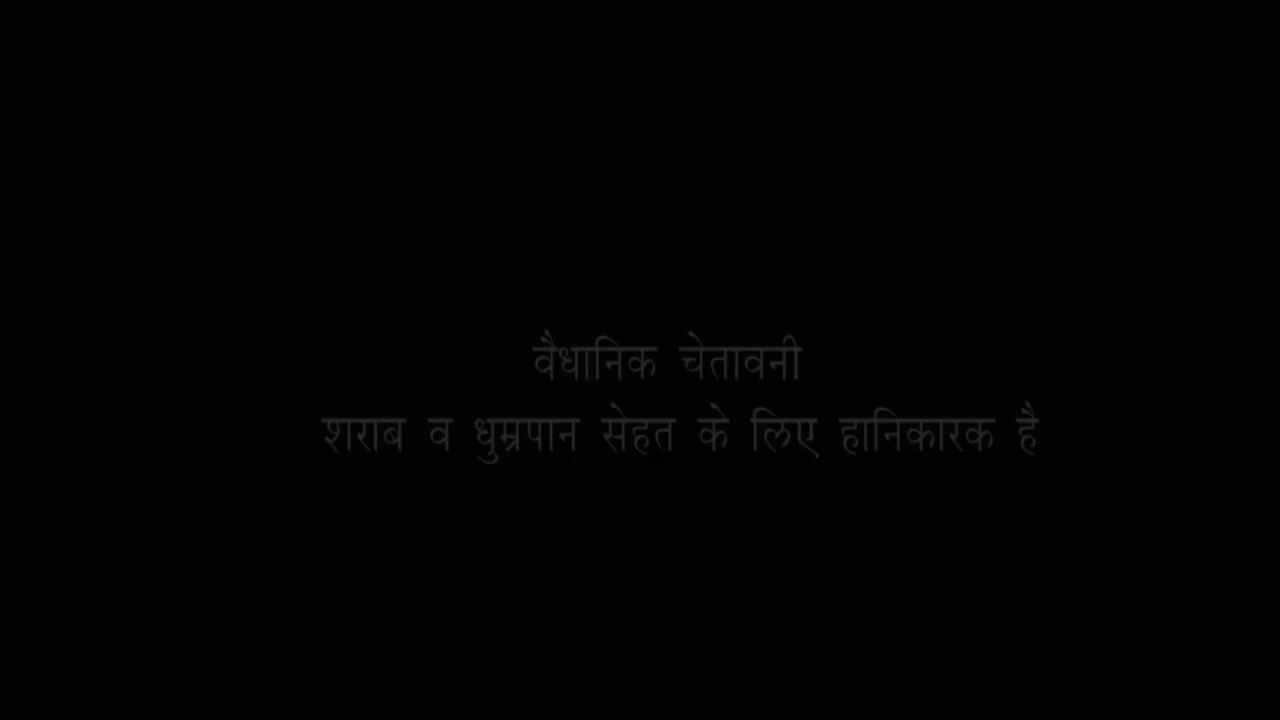 वैधानिक चेतावनी
शराब व धुम्रपान सेहत के लिए हानिकारक है